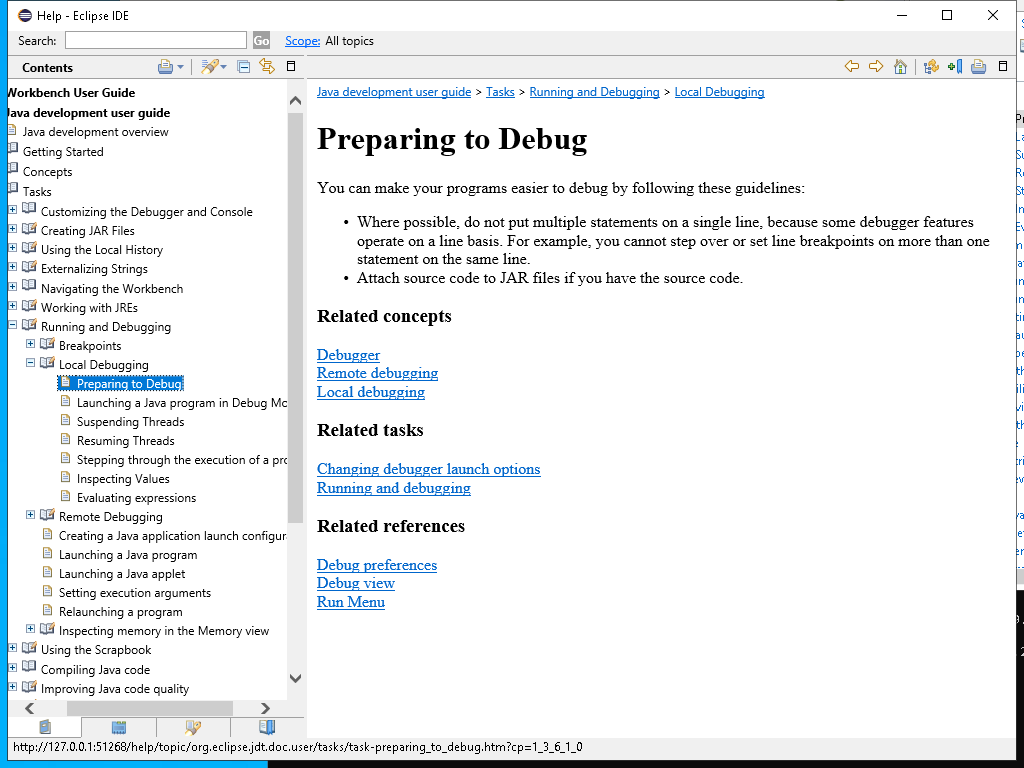 Help - Eclipse IDE
Search:
Go
Scope: All topics
Contents
Workbench User Guide
Java development user guide
Java development overview
Getting Started
Concepts
Tasks
Customizing the Debugger and Console
Creating JAR Files
Using the Local History
Externalizing Strings
Navigating the Workbench
Working with JREs
Running and Debugging
Breakpoints
Local Debugging
Preparing to Debug
Launching a Java program in Debug Mo
Suspending Threads
Resuming Threads
Stepping through the execution of a pro
Inspecting Values
Evaluating expressions
Remote Debugging
Creating a Java application launch configur
Launching a Java program
Launching a Java applet
Setting execution arguments
Relaunching a program
Inspecting memory in the Memory view
Using the Scrapbook
Compiling Java code
Improving Java code quality
Java development user guide > Tasks > Running and Debugging > Local Debugging
Preparing to Debug
You can make your programs easier to debug by following these guidelines:
• Where possible, do not put multiple statements on a single line, because some debugger features
operate on a line basis. For example, you cannot step over or set line breakpoints on more than one
statement on the same line.
• Attach source code to JAR files if you have the source code.
Related concepts
Debugger
Remote debugging
Local debugging
Related tasks
Changing debugger launch options
Running and debugging
Related references
Debug preferences
Debug view
Run Menu
http://127.0.0.1:51268/help/topic/org.eclipse.jdt.doc.user/tasks/task-preparing_to_debug.htm?cp=1_3_6_1_0